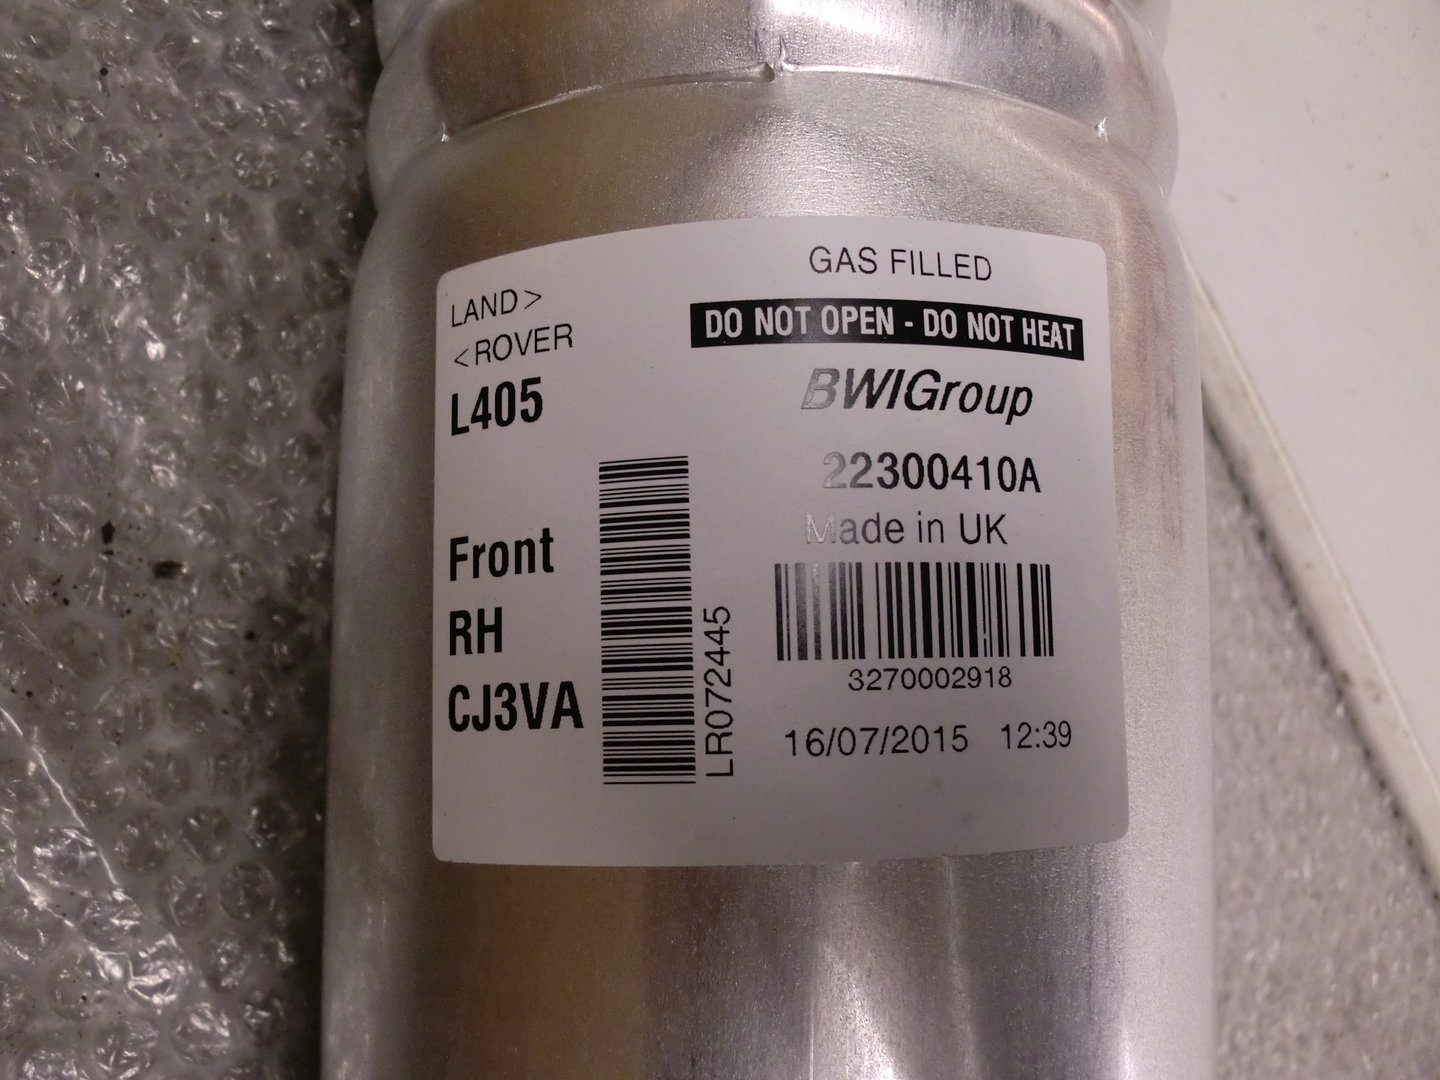 LAND>
<ROVER
L405
Front
RH
CJ3VA
LR072445
GAS FILLED
DO NOT OPEN - DO NOT HEAT
BWIGroup
22300410A
Made in UK
3270002918
16/07/2015 12:39